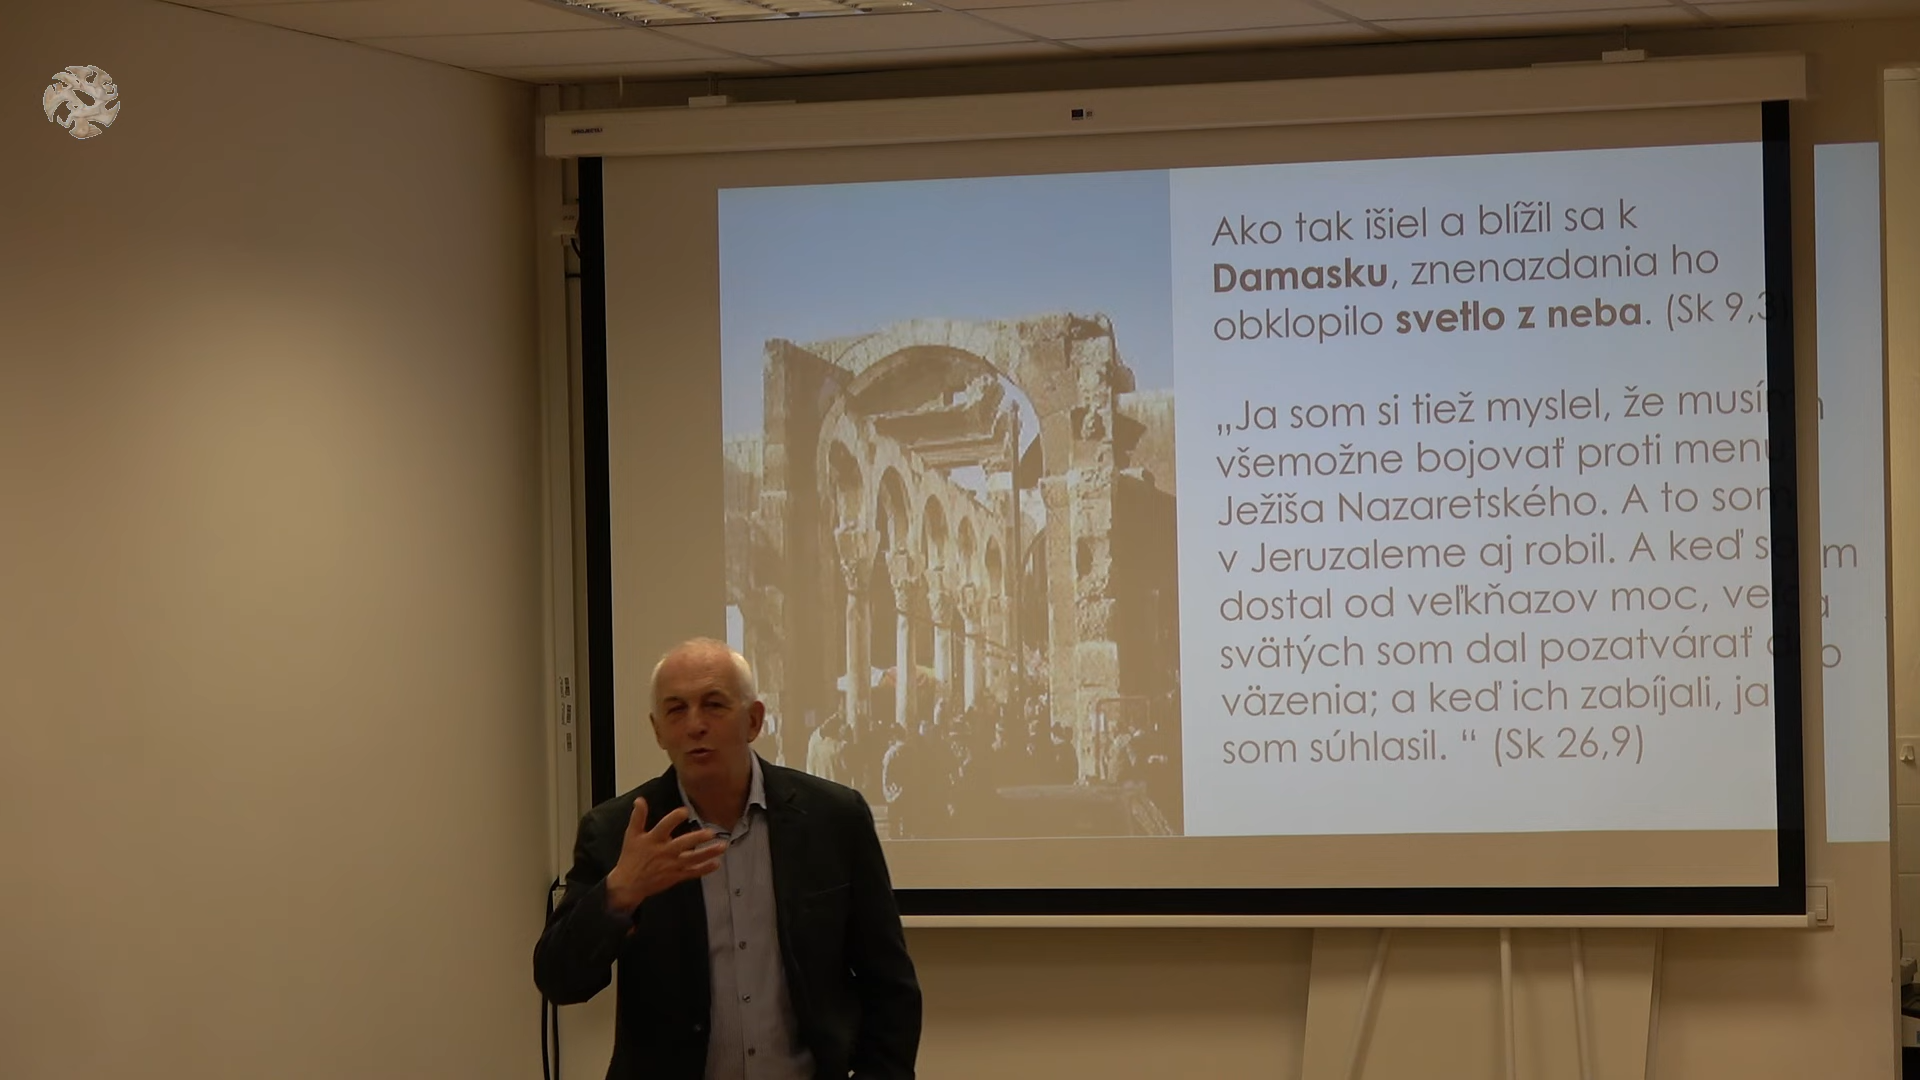 Ako tak išiel a blížil sa k
Damasku, znenazdania ho
obklopilo svetlo z neba. (Sk 9,3)
„Ja som si tiež myslel, že musím
všemožne bojovať proti menu
Ježiša Nazaretského. A to som
v Jeruzaleme aj robil. A keď som
dostal od veľkňazov moc, veľa
svätých som dal pozatvárať do
väzenia; a keď ich zabíjali, ja
som súhlasil. “ (Sk 26,9)